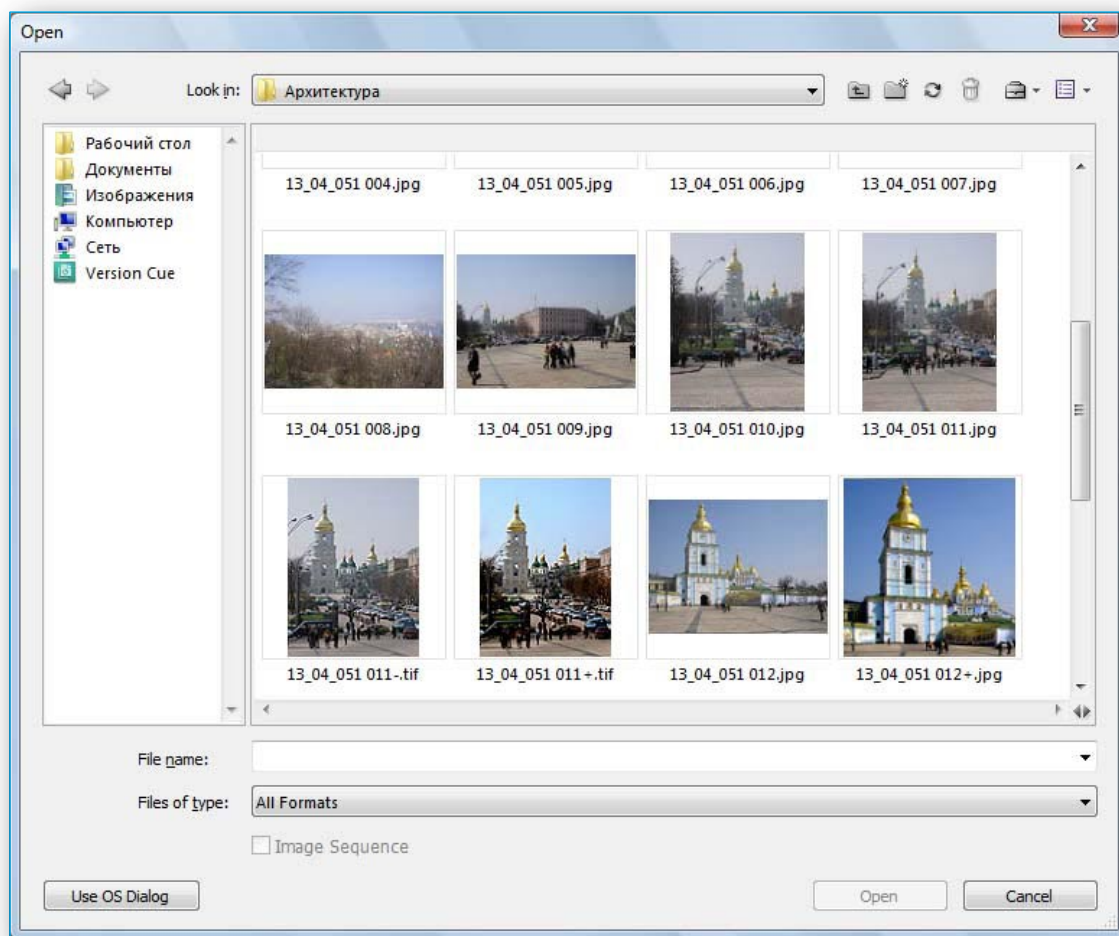 Open
Look in: Архитектура
Рабочий стол
Документы
Изображения
Компьютер
Сеть
Version Cue
13_04_051 004.jpg 13_04_051 005.jpg 13_04_051 006.jpg 13_04_051 007.jpg
13_04_051 008.jpg 13_04_051 009.jpg 13_04_051 010.jpg 13_04_051 011.jpg
13_04_051 011-.tif 13_04_051 011+.tif 13_04_051 012.jpg 13_04_051 012+.jpg
File name:
Files of type: All Formats
Image Sequence
Use OS Dialog Open Cancel